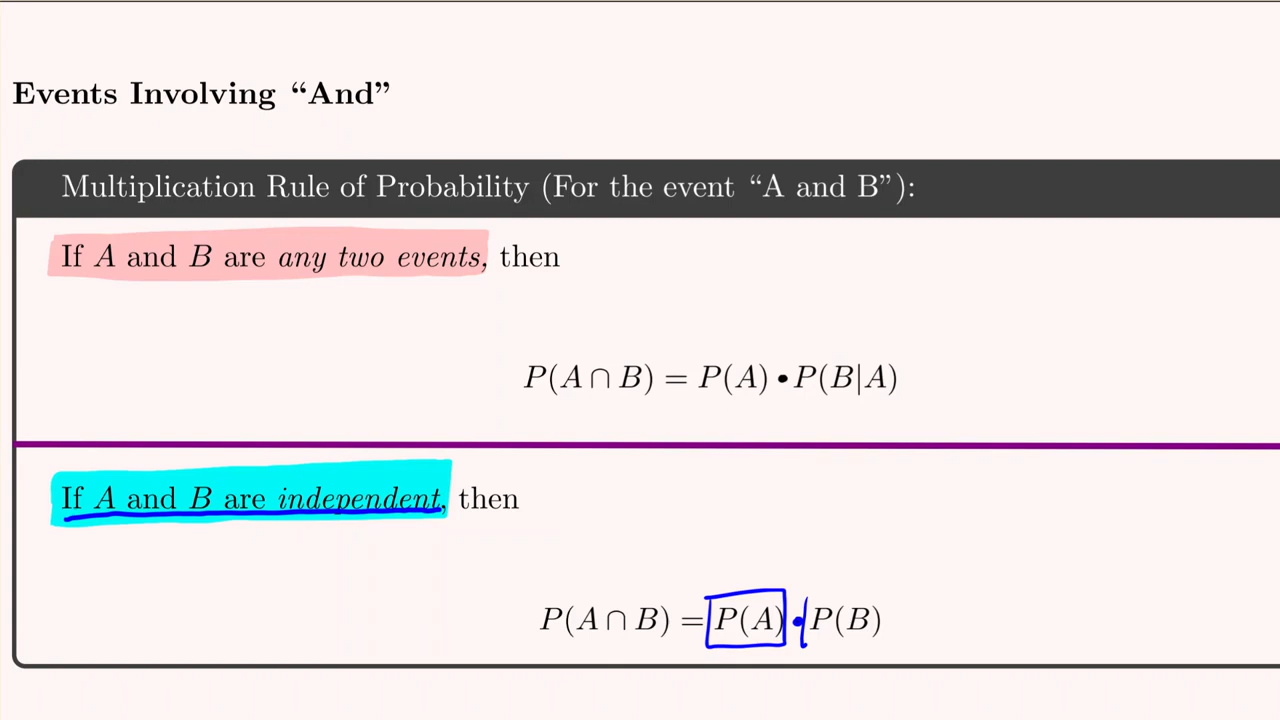 Events Involving “And”
Multiplication Rule of Probability (For the event “A and B”):
If A and B are any two events, then
P(A ∩ B) = P(A) • P(B|A)
If A and B are independent, then
P(A ∩ B) = P(A) • P(B)